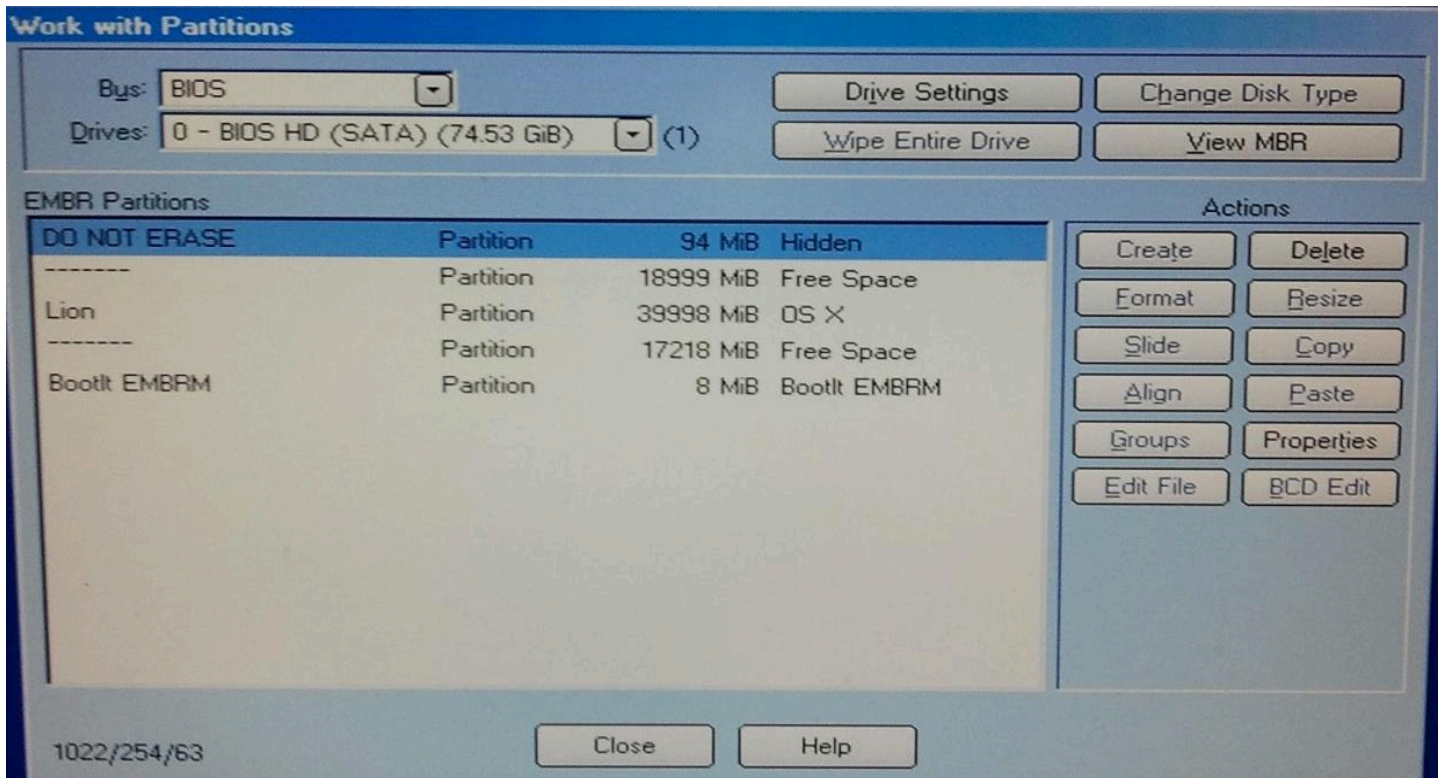 Work with Partitions
Bus: BIOS
Drive Settings
Change Disk Type
Drives: 0 - BIOS HD (SATA) (74.53 GiB) (1)
Wipe Entire Drive
View MBR
EMBR Partitions
Actions
DO NOT ERASE Partition 94 MiB Hidden
------- Partition 18999 MiB Free Space
Lion Partition 39998 MiB OS X
------- Partition 17218 MiB Free Space
BootIt EMBRM Partition 8 MiB BootIt EMBRM
Create Delete
Format Resize
Slide Copy
Align Paste
Groups Properties
Edit File BCD Edit
1022/254/63
Close
Help